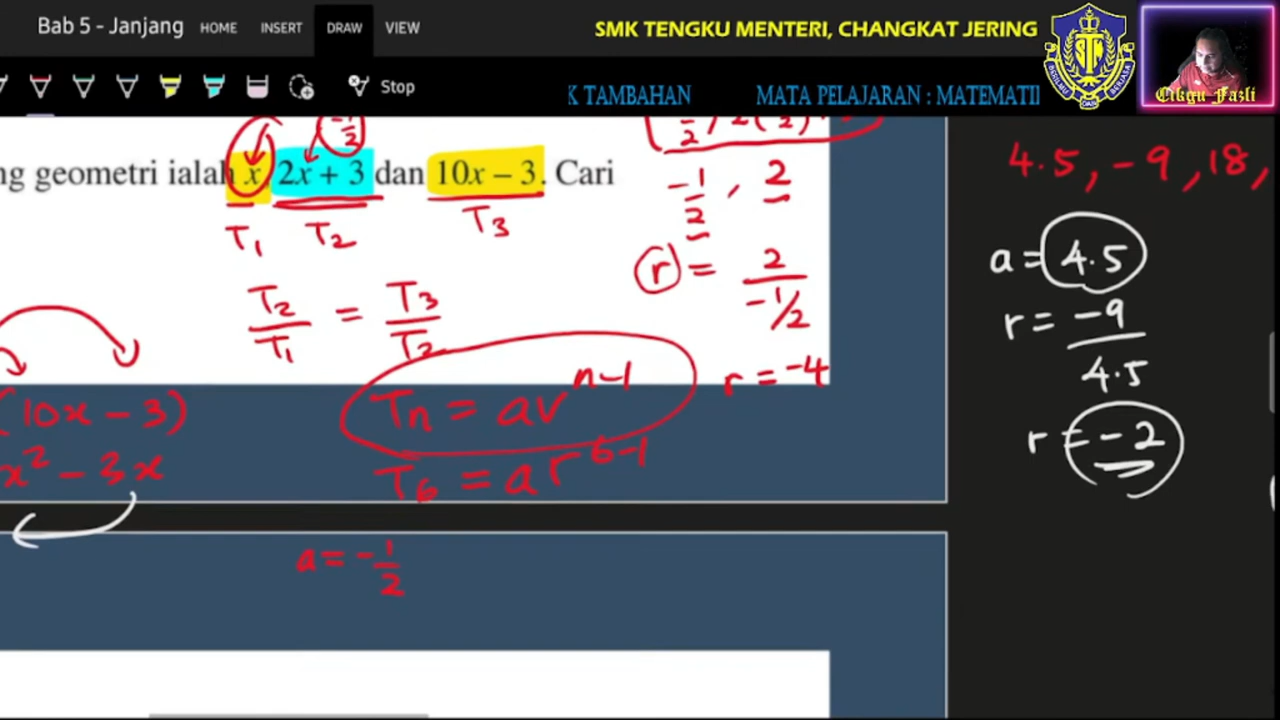 Bab 5 - Janjang HOME INSERT DRAW VIEW
SMK TENGKU MENTERI, CHANGKAT JERING
Stop
K TAMBAHAN MATA PELAJARAN : MATEMATI
Cikgu Fazli
-1/2
ng geometri ialah x 2x + 3 dan 10x – 3. Cari
T1 T2 T3
T2/T1 = T3/T2
(10x - 3)
x² - 3x
Tn = ar^n-1
T6 = ar^6-1
a = -1/2
-1/2 , 2
r = 2/-1/2
r = -4
4.5, -9, 18,
a = 4.5
r = -9/4.5
r = -2